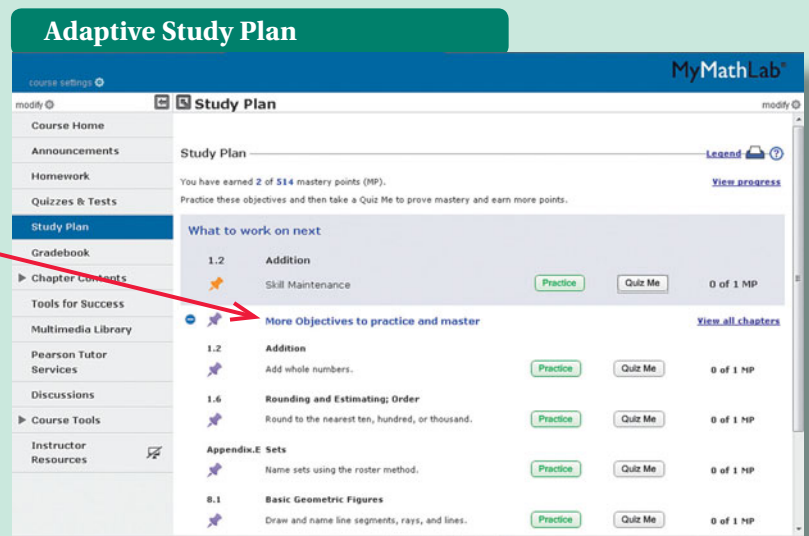 Adaptive Study Plan
MyMathLab®
course settings
modify
Study Plan
modify
Course Home
Announcements
Homework
Quizzes & Tests
Study Plan
Gradebook
Chapter Contents
Tools for Success
Multimedia Library
Pearson Tutor
Services
Discussions
Course Tools
Instructor
Resources
Study Plan
Legend
You have earned 2 of 514 mastery points (MP).
View progress
Practice these objectives and then take a Quiz Me to prove mastery and earn more points.
What to work on next
1.2 Addition
Skill Maintenance Practice Quiz Me 0 of 1 MP
More Objectives to practice and master View all chapters
1.2 Addition
Add whole numbers. Practice Quiz Me 0 of 1 MP
1.6 Rounding and Estimating; Order
Round to the nearest ten, hundred, or thousand. Practice Quiz Me 0 of 1 MP
Appendix.E Sets
Name sets using the roster method. Practice Quiz Me 0 of 1 MP
8.1 Basic Geometric Figures
Draw and name line segments, rays, and lines. Practice Quiz Me 0 of 1 MP